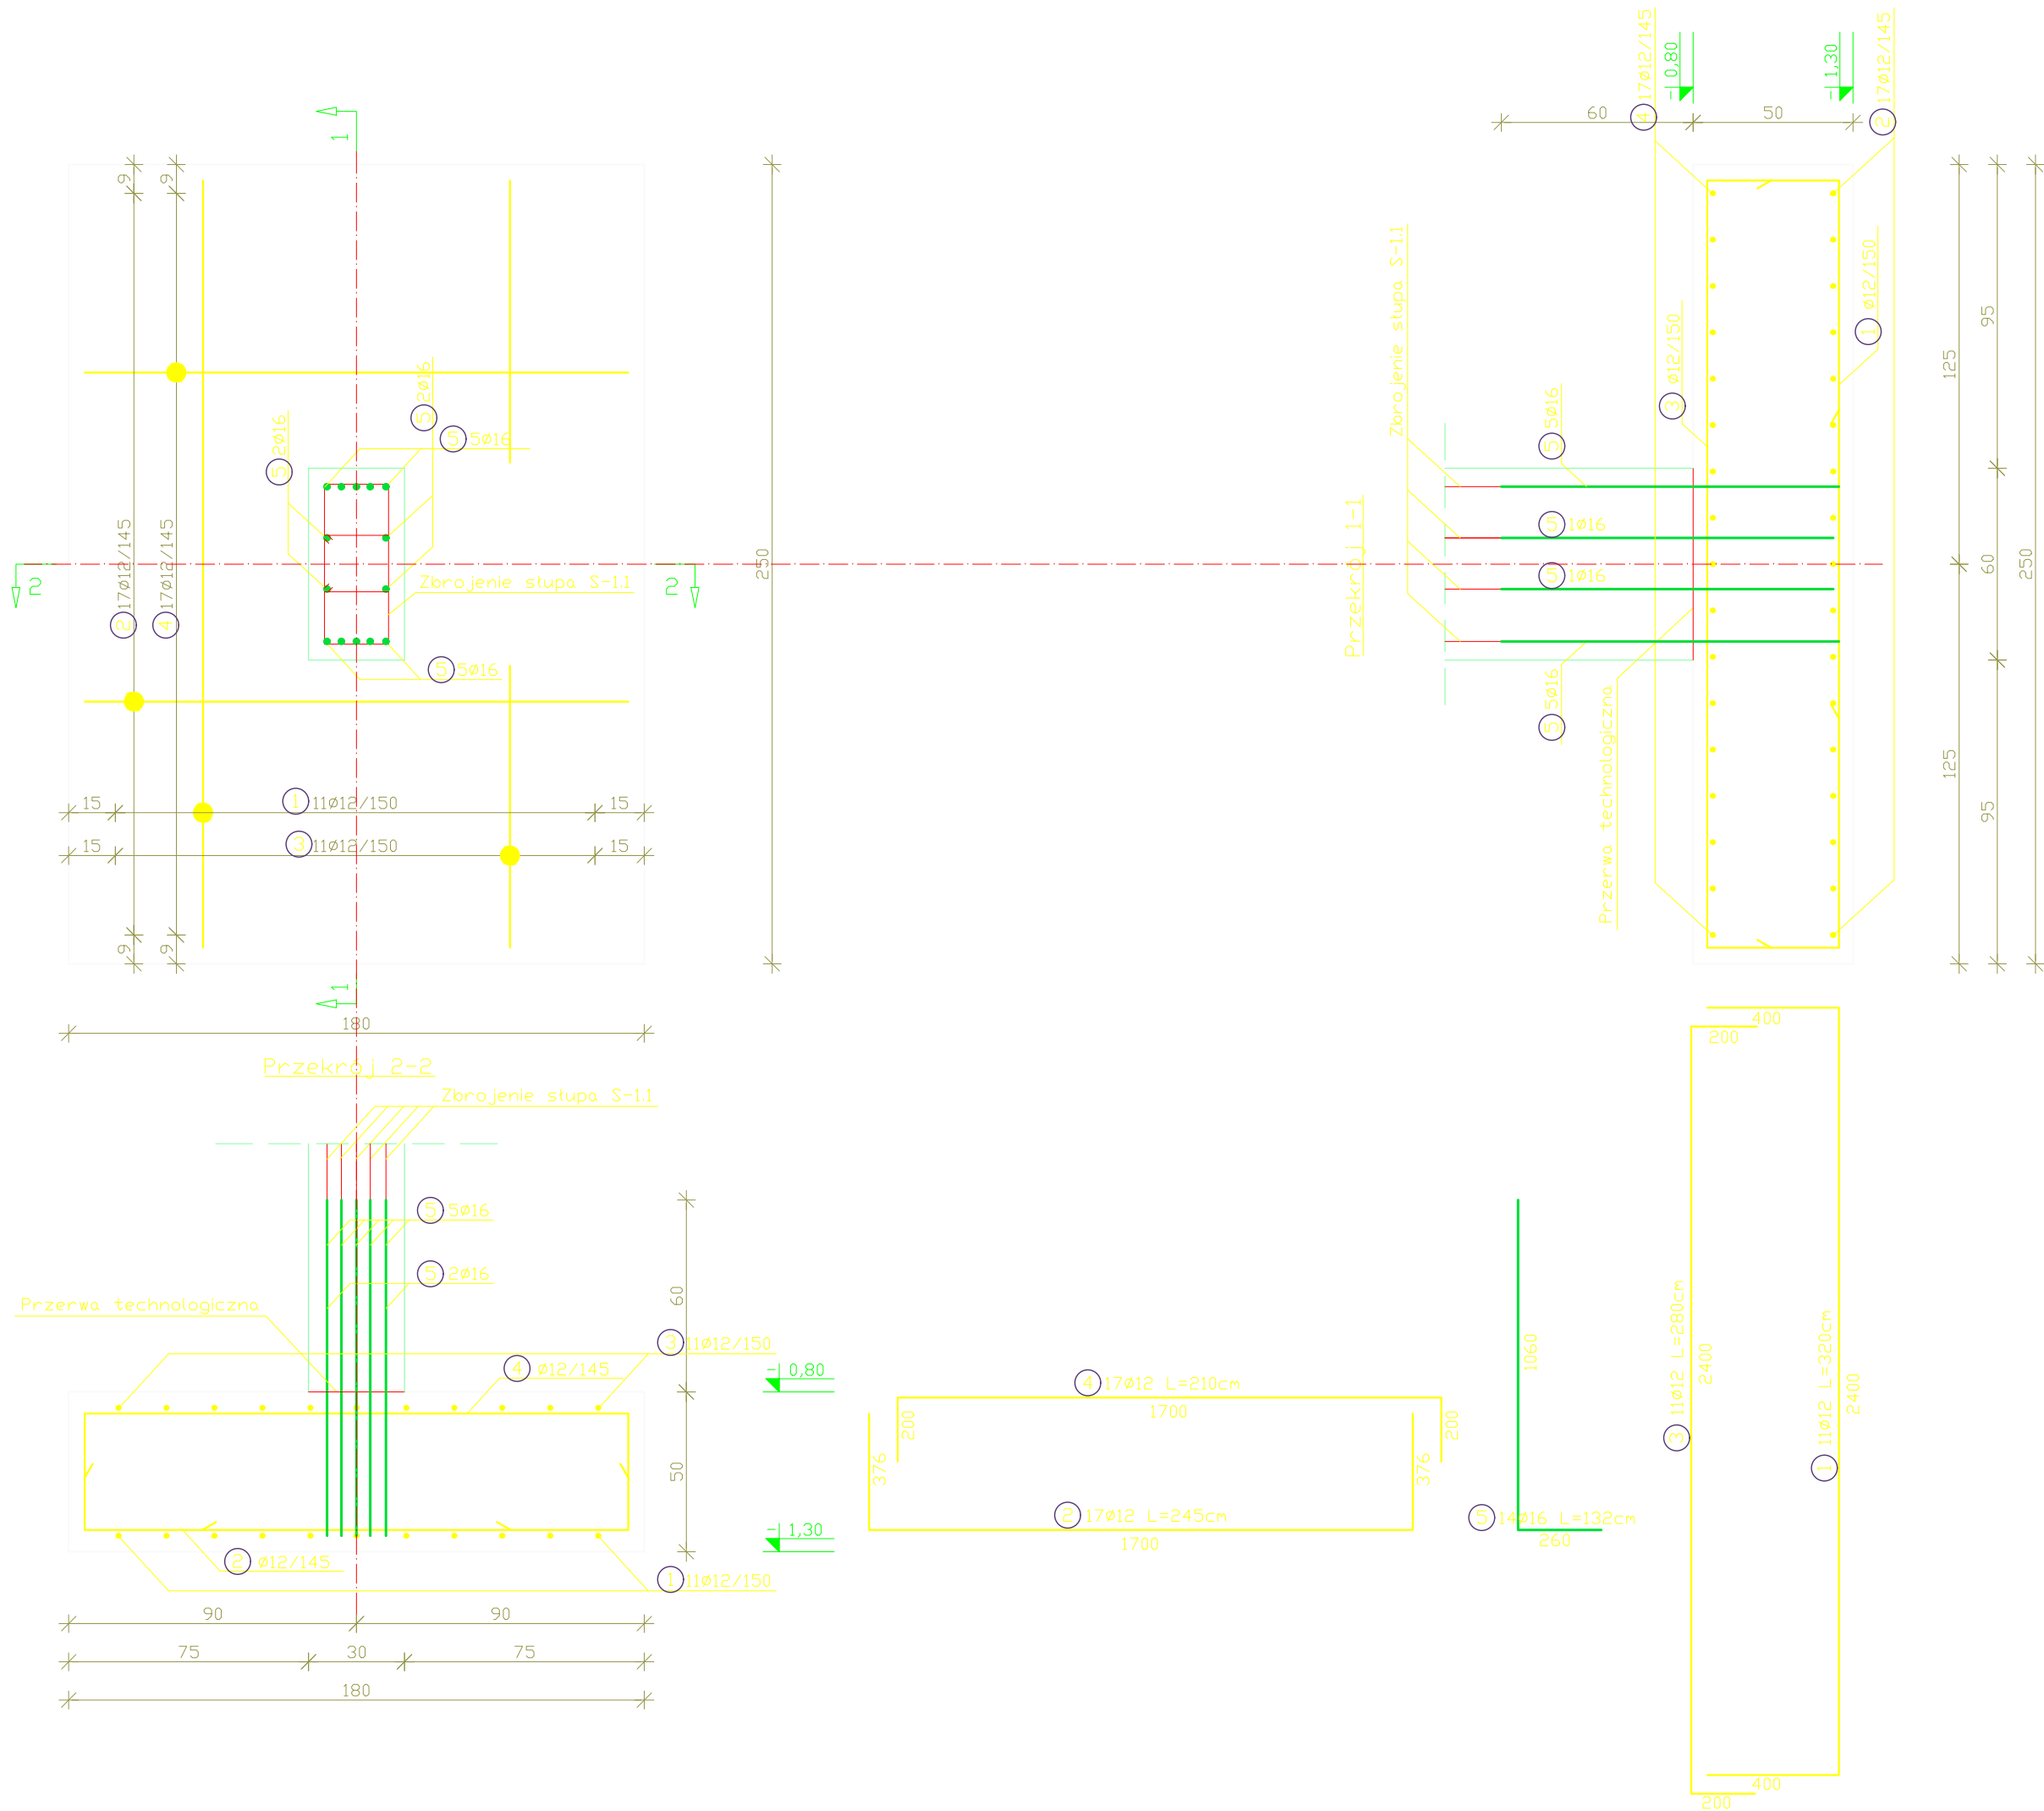 1
9
9
17ø12/145
17ø12/145
2
4
9
9
5 2ø16
5 2ø16
5 5ø16
Zbrojenie słupa S-1.1
5 5ø16
2
2
15
1 11ø12/150
15
15
3 11ø12/150
15
1
180
250
4 17ø12/145
- 0,80
- 1,30
2 17ø12/145
60
50
Zbrojenie słupa S-1.1
3 ø12/150
1 ø12/150
5 5ø16
5 1ø16
5 1ø16
5 5ø16
Przekrój 1-1
Przerwa technologiczna
125
125
95
60
95
250
Przekrój 2-2
Zbrojenie słupa S-1.1
5 5ø16
5 2ø16
Przerwa technologiczna
3 11ø12/150
4 ø12/145
60
50
- 0,80
- 1,30
2 ø12/145
1 11ø12/150
90
90
75
30
75
180
4 17ø12 L=210cm
1700
200
200
376
376
2 17ø12 L=245cm
1700
1060
5 14ø16 L=132cm
260
400
200
3 11ø12 L=280cm
2400
1 11ø12 L=320cm
2400
400
200